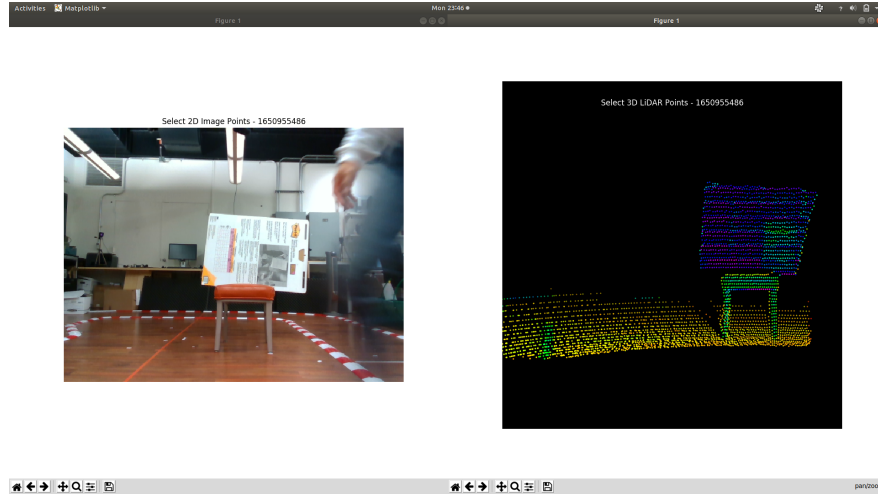 Activities Matplotlib Mon 23:46
Figure 1 Figure 1
Select 2D Image Points - 1650955486
Select 3D LiDAR Points - 1650955486
pan/zoo